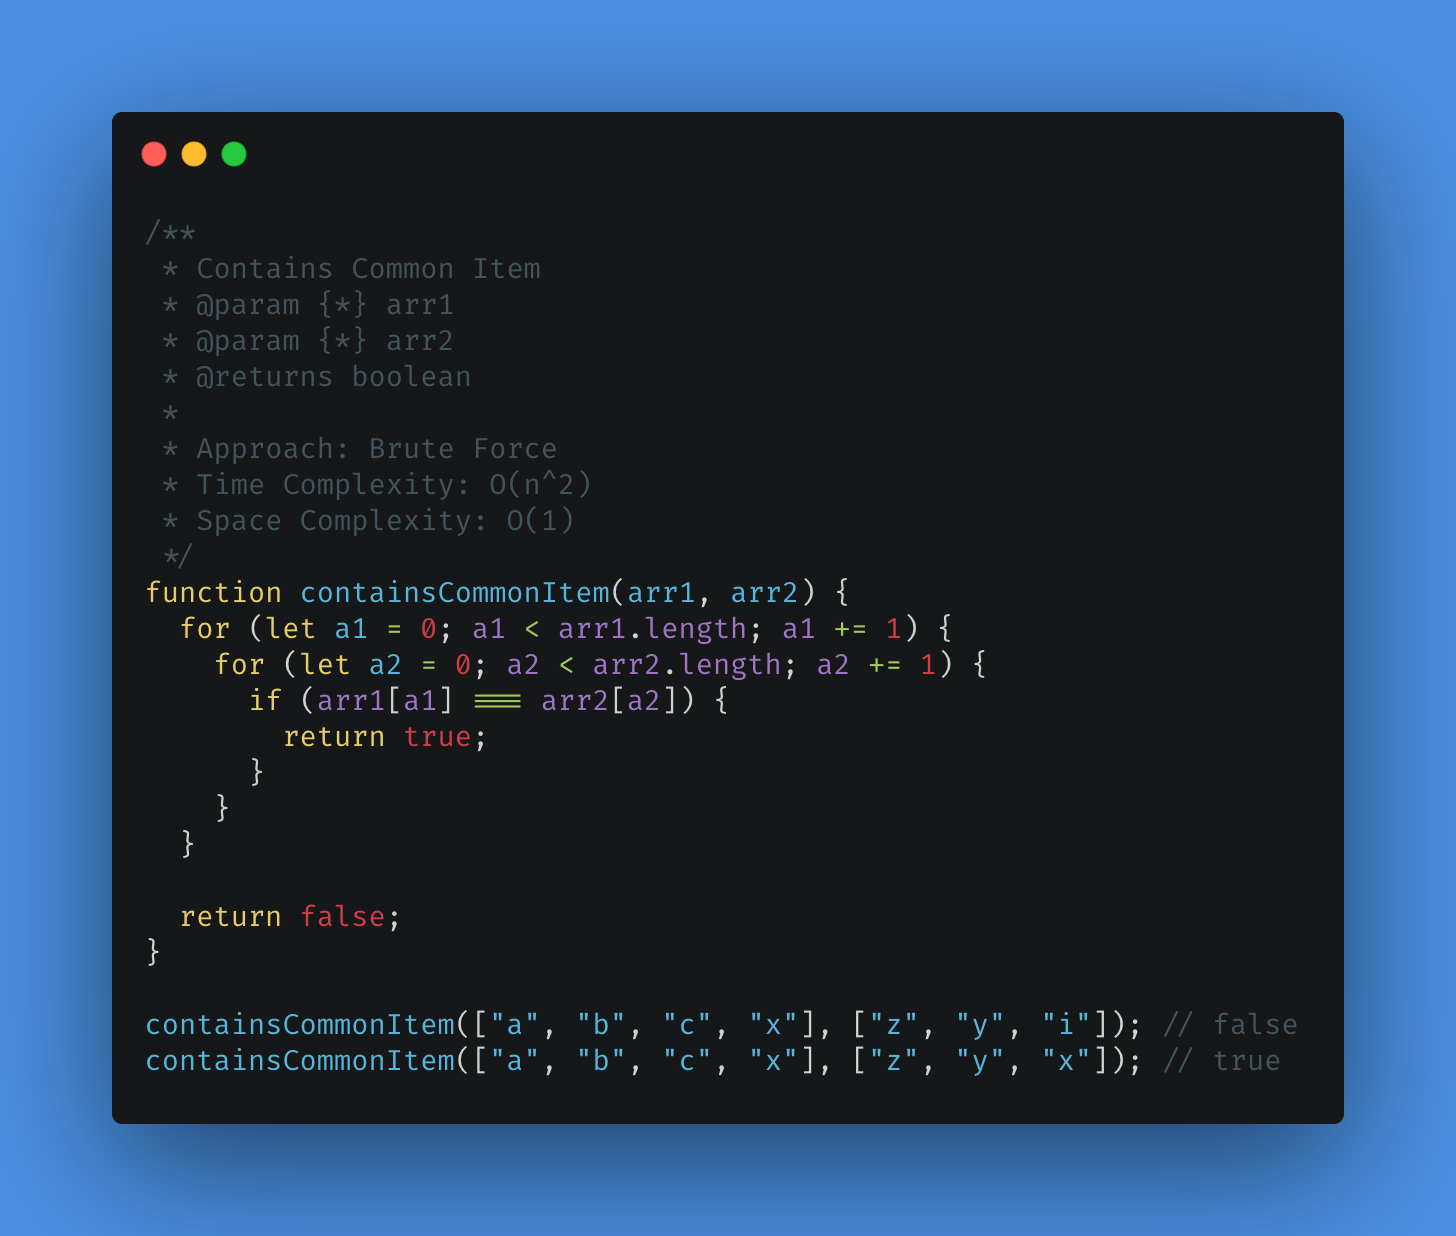 /**
 * Contains Common Item
 * @param {*} arr1
 * @param {*} arr2
 * @returns boolean
 *
 * Approach: Brute Force
 * Time Complexity: O(n^2)
 * Space Complexity: O(1)
 */
function containsCommonItem(arr1, arr2) {
  for (let a1 = 0; a1 < arr1.length; a1 += 1) {
    for (let a2 = 0; a2 < arr2.length; a2 += 1) {
      if (arr1[a1] === arr2[a2]) {
        return true;
      }
    }
  }

  return false;
}

containsCommonItem(["a", "b", "c", "x"], ["z", "y", "i"]); // false
containsCommonItem(["a", "b", "c", "x"], ["z", "y", "x"]); // true